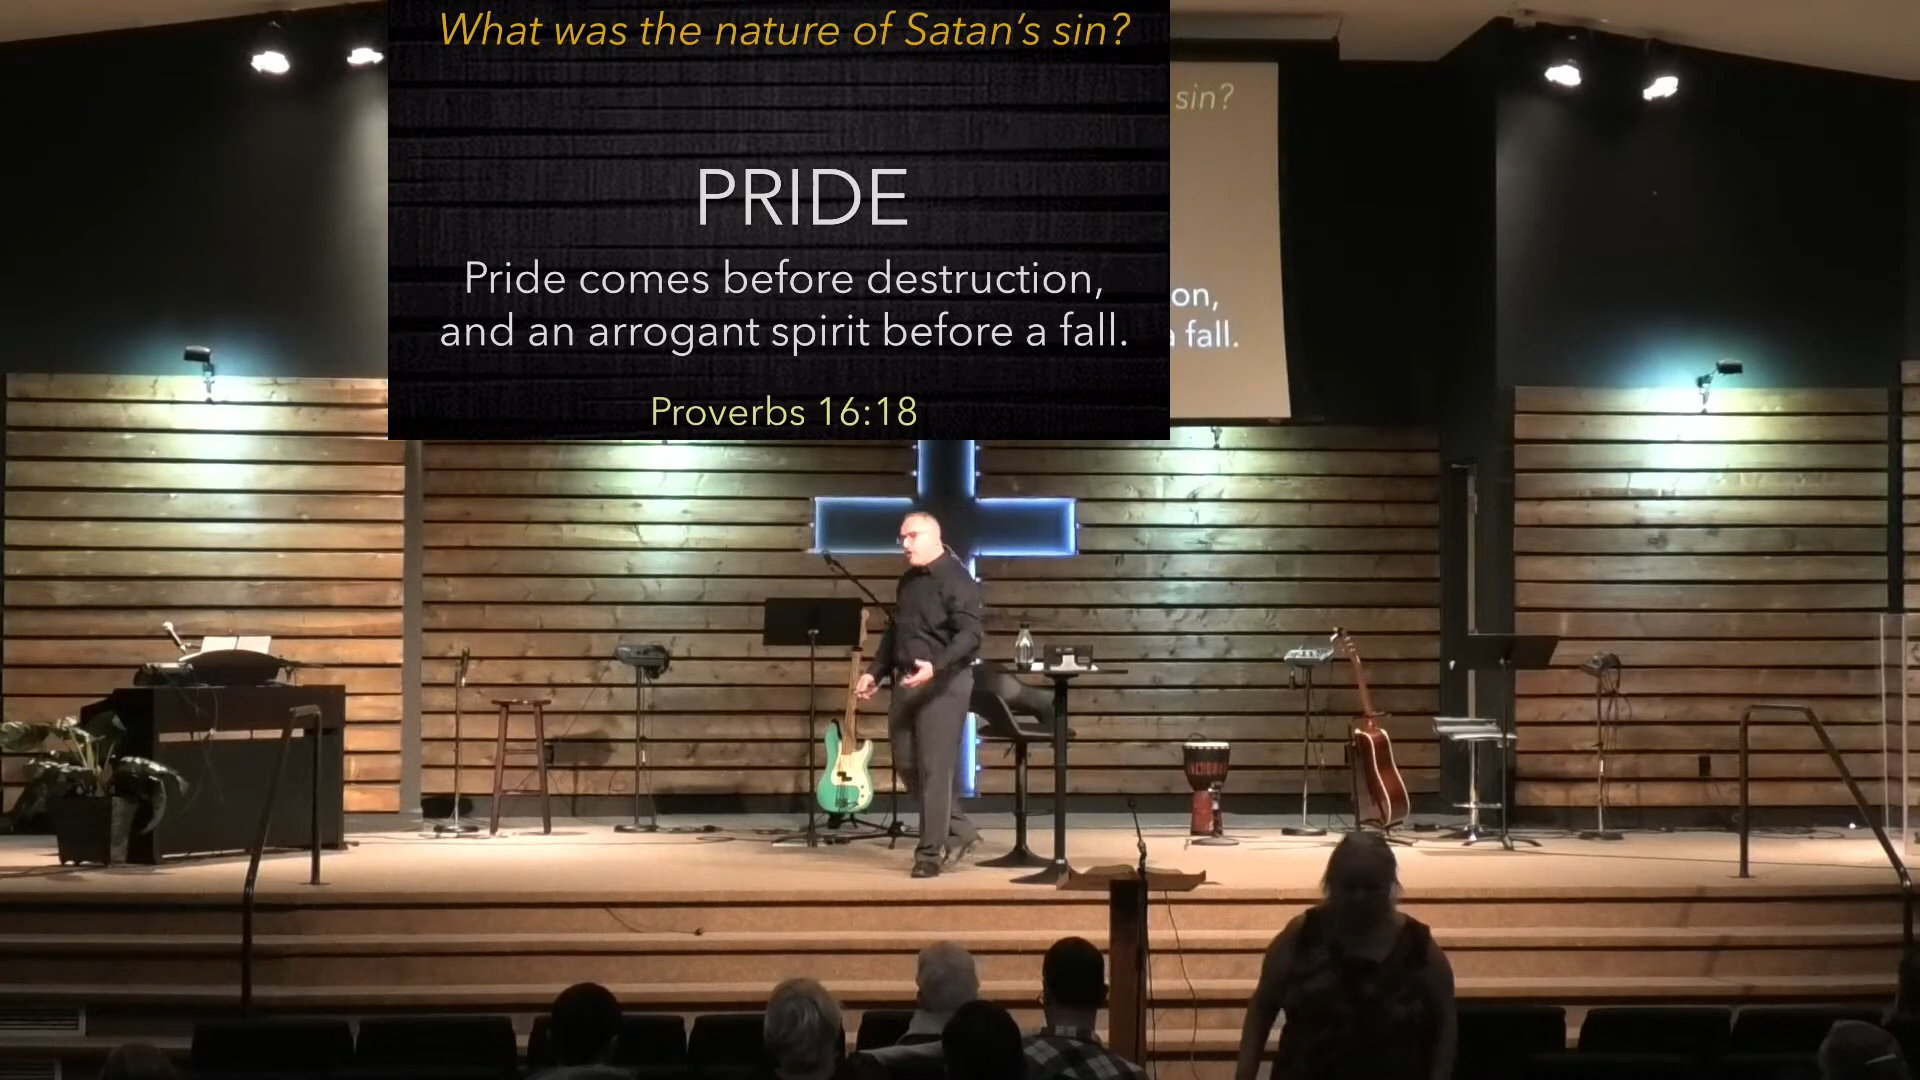 What was the nature of Satan's sin?
PRIDE
Pride comes before destruction,
and an arrogant spirit before a fall.
Proverbs 16:18
sin?
on,
a fall.